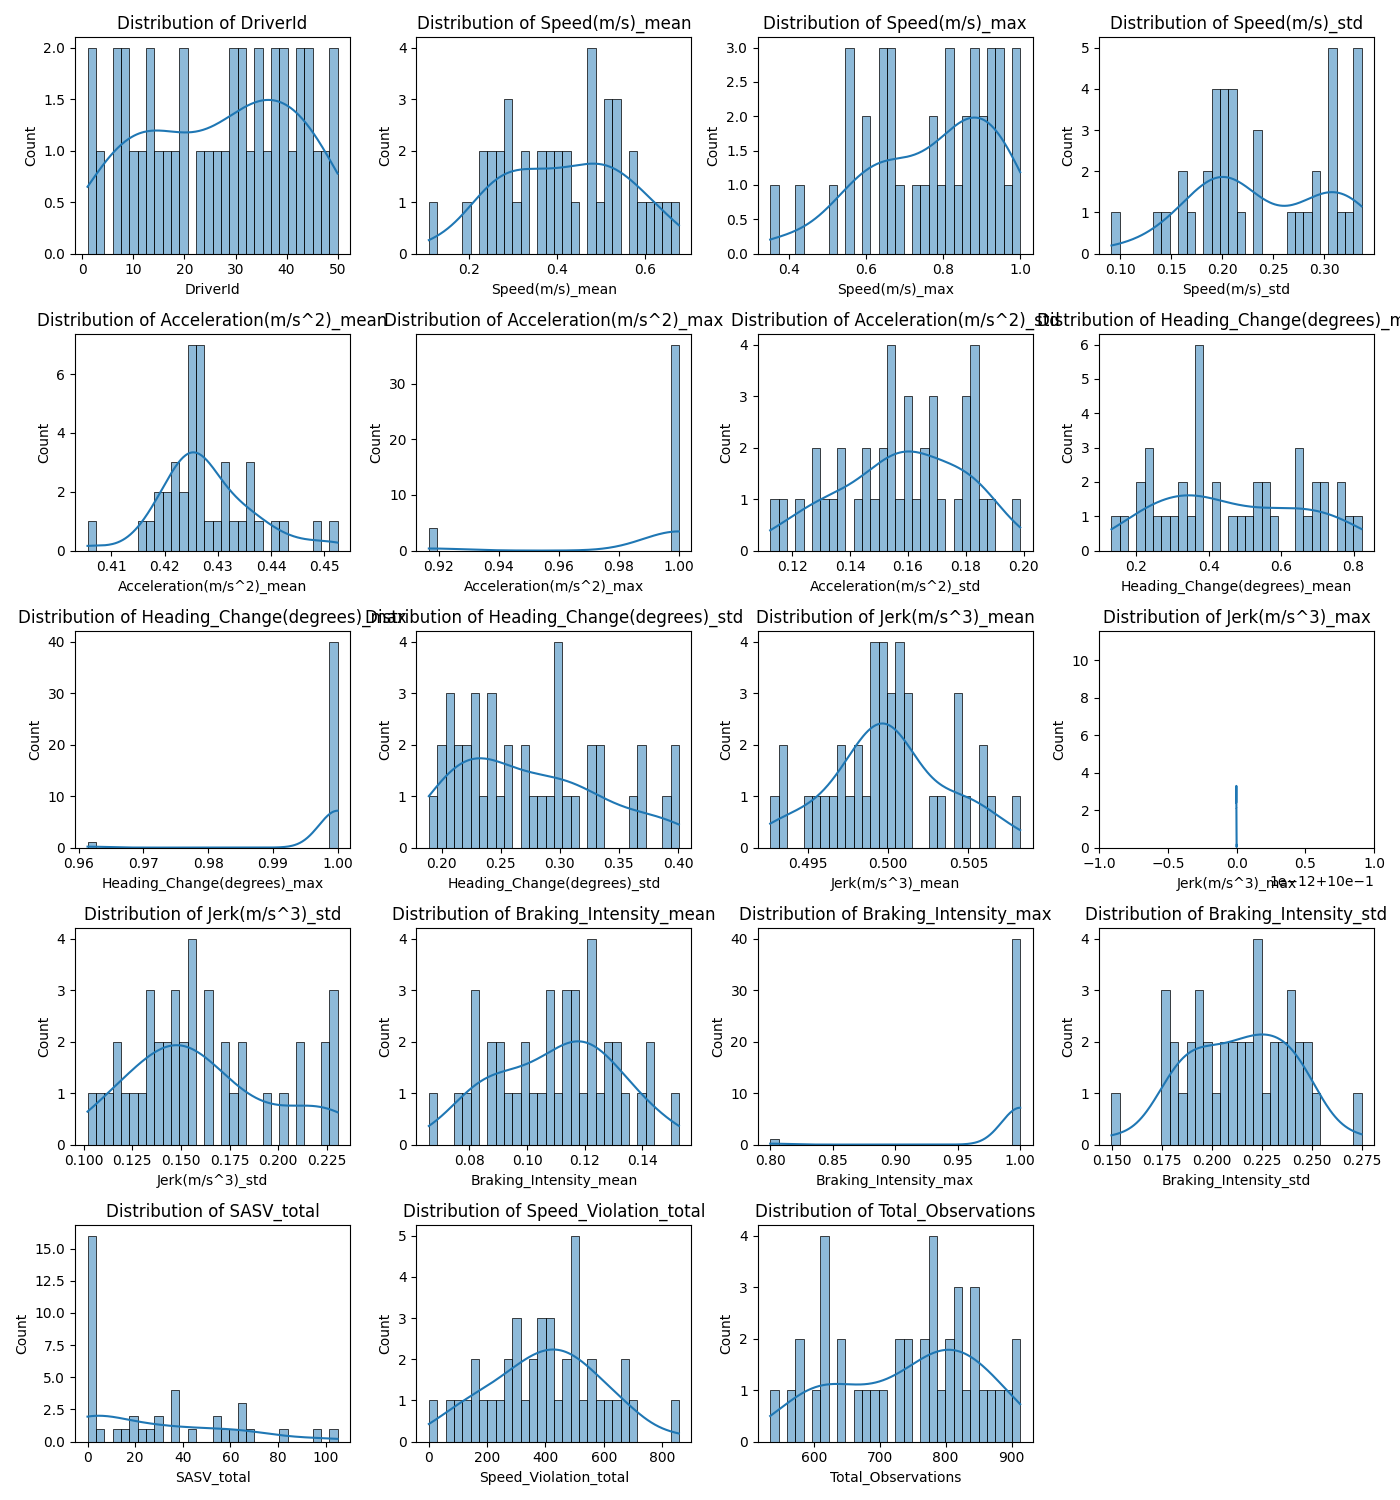 Distribution of DriverId
Count
2.0
1.5
1.0
0.5
0.0
0 10 20 30 40 50
DriverId
Distribution of Speed(m/s)_mean
Count
4
3
2
1
0
0.2 0.4 0.6
Speed(m/s)_mean
Distribution of Speed(m/s)_max
Count
3.0
2.5
2.0
1.5
1.0
0.5
0.0
0.4 0.6 0.8 1.0
Speed(m/s)_max
Distribution of Speed(m/s)_std
Count
5
4
3
2
1
0
0.10 0.15 0.20 0.25 0.30
Speed(m/s)_std
Distribution of Acceleration(m/s^2)_mean
Count
6
4
2
0
0.41 0.42 0.43 0.44 0.45
Acceleration(m/s^2)_mean
Distribution of Acceleration(m/s^2)_max
Count
30
20
10
0
0.92 0.94 0.96 0.98 1.00
Acceleration(m/s^2)_max
Distribution of Acceleration(m/s^2)_std
Count
4
3
2
1
0
0.12 0.14 0.16 0.18 0.20
Acceleration(m/s^2)_std
Distribution of Heading_Change(degrees)_m
Count
6
5
4
3
2
1
0
0.2 0.4 0.6 0.8
Heading_Change(degrees)_mean
Distribution of Heading_Change(degrees)_max
Count
40
30
20
10
0
0.96 0.97 0.98 0.99 1.00
Heading_Change(degrees)_max
Distribution of Heading_Change(degrees)_std
Count
4
3
2
1
0
0.20 0.25 0.30 0.35 0.40
Heading_Change(degrees)_std
Distribution of Jerk(m/s^3)_mean
Count
4
3
2
1
0
0.495 0.500 0.505
Jerk(m/s^3)_mean
Distribution of Jerk(m/s^3)_max
Count
10
8
6
4
2
0
−1.0 −0.5 0.0 0.5 1.0
1e−12+10e−1
Jerk(m/s^3)_max
Distribution of Jerk(m/s^3)_std
Count
4
3
2
1
0
0.100 0.125 0.150 0.175 0.200 0.225
Jerk(m/s^3)_std
Distribution of Braking_Intensity_mean
Count
4
3
2
1
0
0.08 0.10 0.12 0.14
Braking_Intensity_mean
Distribution of Braking_Intensity_max
Count
40
30
20
10
0
0.80 0.85 0.90 0.95 1.00
Braking_Intensity_max
Distribution of Braking_Intensity_std
Count
4
3
2
1
0
0.150 0.175 0.200 0.225 0.250 0.275
Braking_Intensity_std
Distribution of SASV_total
Count
15.0
12.5
10.0
7.5
5.0
2.5
0.0
0 20 40 60 80 100
SASV_total
Distribution of Speed_Violation_total
Count
5
4
3
2
1
0
0 200 400 600 800
Speed_Violation_total
Distribution of Total_Observations
Count
4
3
2
1
0
600 700 800 900
Total_Observations